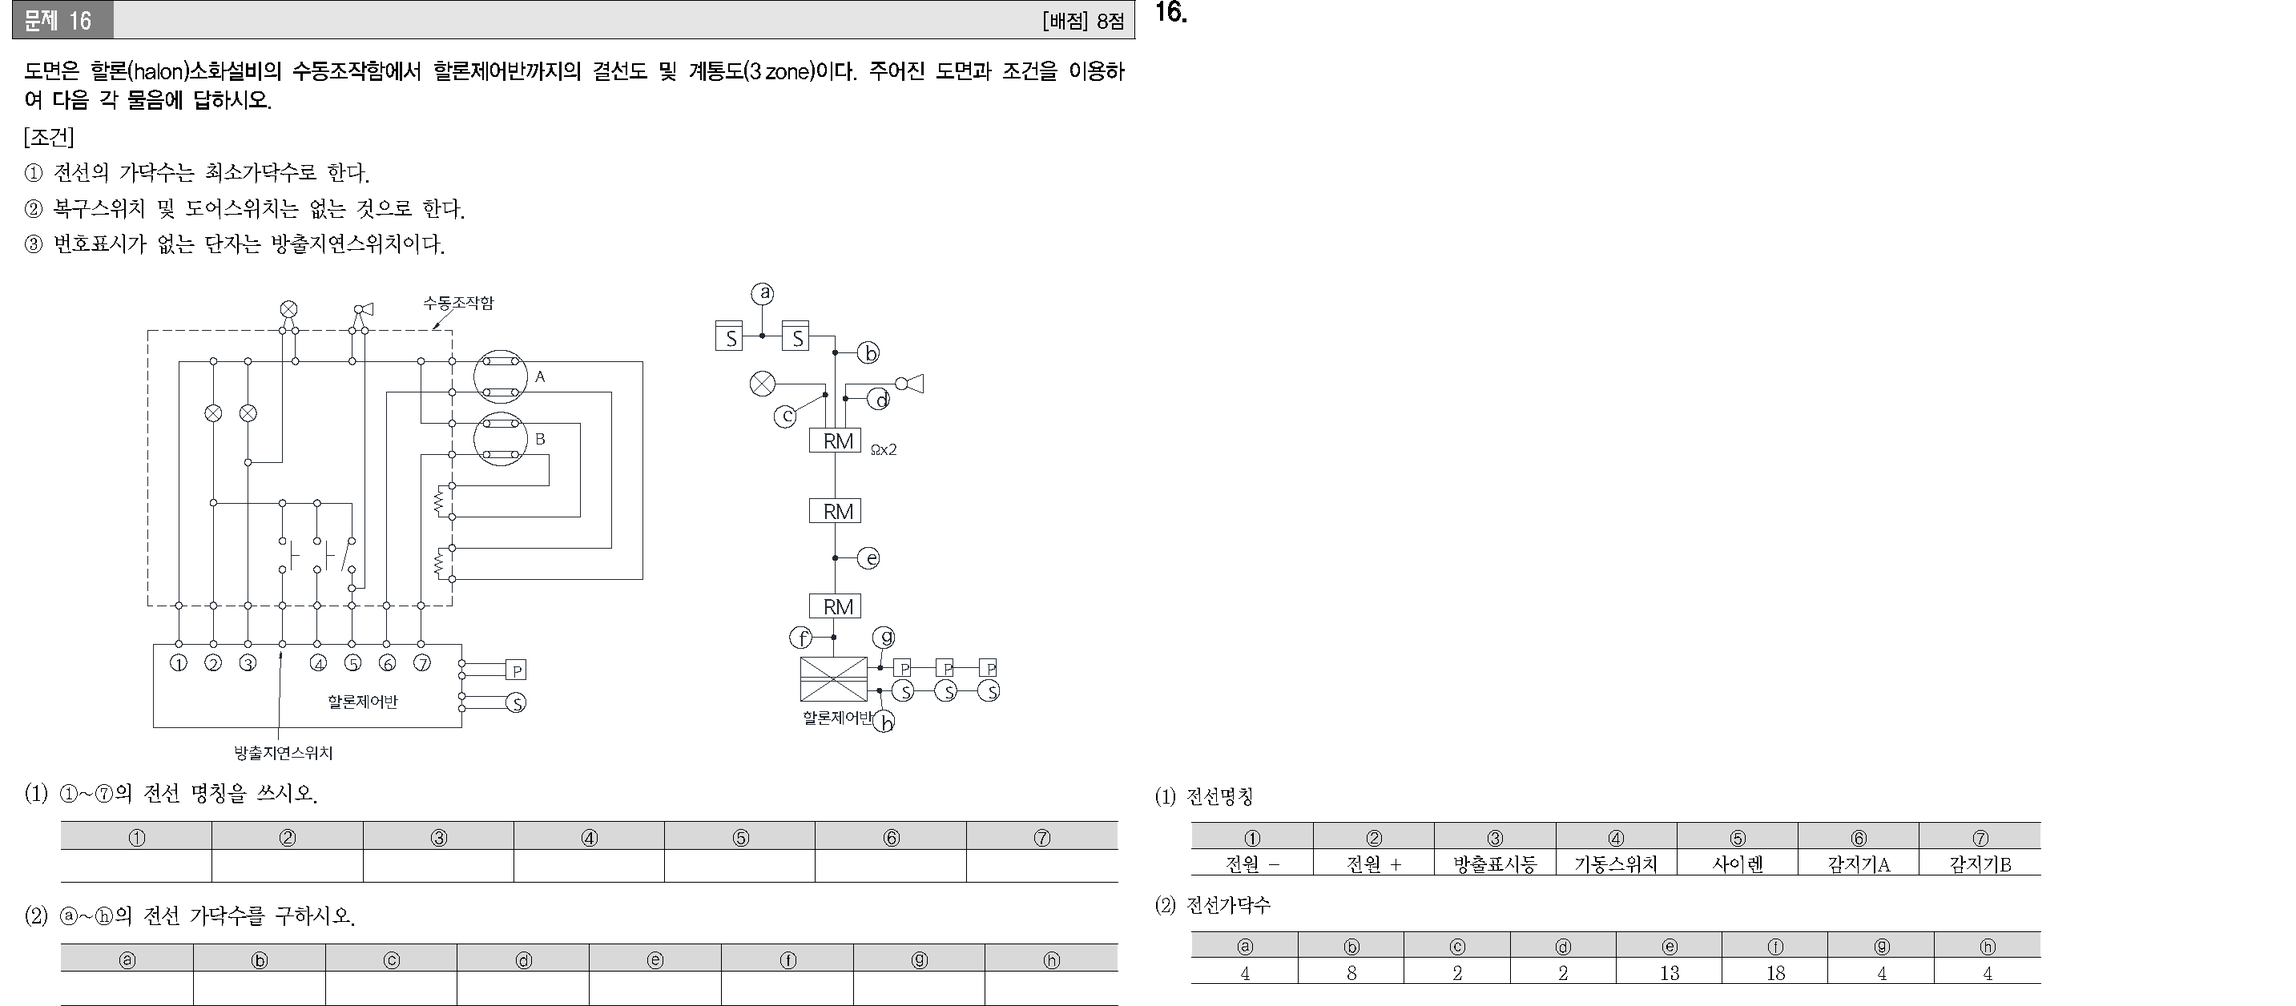 문제 16
[배점] 8점
도면은 할론(halon)소화설비의 수동조작함에서 할론제어반까지의 결선도 및 계통도(3 zone)이다. 주어진 도면과 조건을 이용하
여 다음 각 물음에 답하시오.
[조건]
① 전선의 가닥수는 최소가닥수로 한다.
② 복구스위치 및 도어스위치는 없는 것으로 한다.
③ 번호표시가 없는 단자는 방출지연스위치이다.
수동조작함
A
B
① ② ③ ④ ⑤ ⑥ ⑦
P
S
할론제어반
방출지연스위치
ⓐ
S S
ⓑ
ⓒ
ⓓ
RM
Ωx2
RM
ⓔ
RM
ⓕ
ⓖ
P P P
S S S
할론제어반
ⓗ
(1) ①~⑦의 전선 명칭을 쓰시오.
① ② ③ ④ ⑤ ⑥ ⑦
(2) ⓐ~ⓗ의 전선 가닥수를 구하시오.
ⓐ ⓑ ⓒ ⓓ ⓔ ⓕ ⓖ ⓗ
16.
(1) 전선명칭
① ② ③ ④ ⑤ ⑥ ⑦
전원 - 전원 + 방출표시등 기동스위치 사이렌 감지기A 감지기B
(2) 전선가닥수
ⓐ ⓑ ⓒ ⓓ ⓔ ⓕ ⓖ ⓗ
4 8 2 2 13 18 4 4